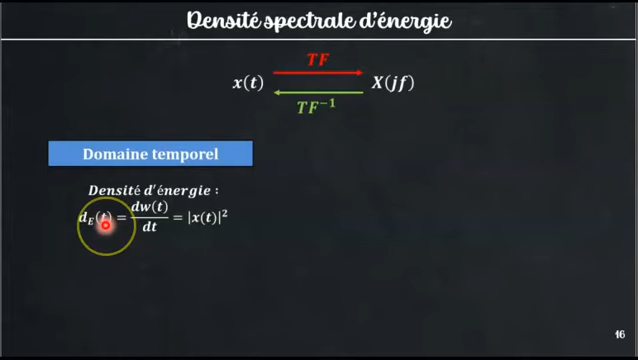 Densité spectrale d'énergie
TF
x(t) X(jf)
TF⁻¹
Domaine temporel
Densité d'énergie :
d_E(t) = dw(t)/dt = |x(t)|²
16